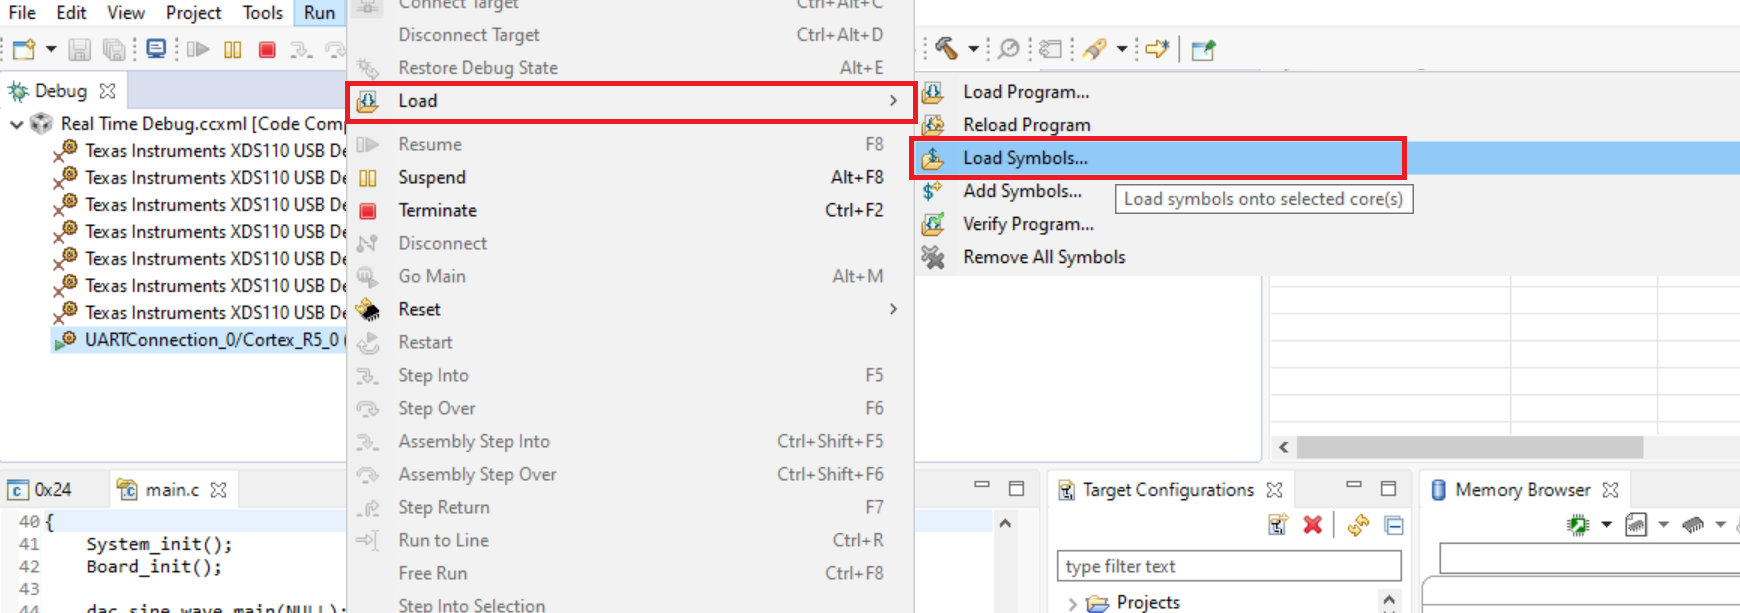 File Edit View Project Tools Run
Connect Target Ctrl+Alt+C
Disconnect Target Ctrl+Alt+D
Restore Debug State Alt+E
Load
Resume F8
Suspend Alt+F8
Terminate Ctrl+F2
Disconnect
Go Main Alt+M
Reset
Restart
Step Into F5
Step Over F6
Assembly Step Into Ctrl+Shift+F5
Assembly Step Over Ctrl+Shift+F6
Step Return F7
Run to Line Ctrl+R
Free Run Ctrl+F8
Step Into Selection
Load Program...
Reload Program
Load Symbols...
Add Symbols...
Load symbols onto selected core(s)
Verify Program...
Remove All Symbols
Debug
Real Time Debug.ccxml [Code Comp
Texas Instruments XDS110 USB De
Texas Instruments XDS110 USB De
Texas Instruments XDS110 USB De
Texas Instruments XDS110 USB De
Texas Instruments XDS110 USB De
Texas Instruments XDS110 USB De
Texas Instruments XDS110 USB De
UARTConnection_0/Cortex_R5_0 (
0x24 main.c
40 {
41 System_init();
42 Board_init();
43
44 dac_sine_wave_main(NULL);
Target Configurations
type filter text
Projects
Memory Browser